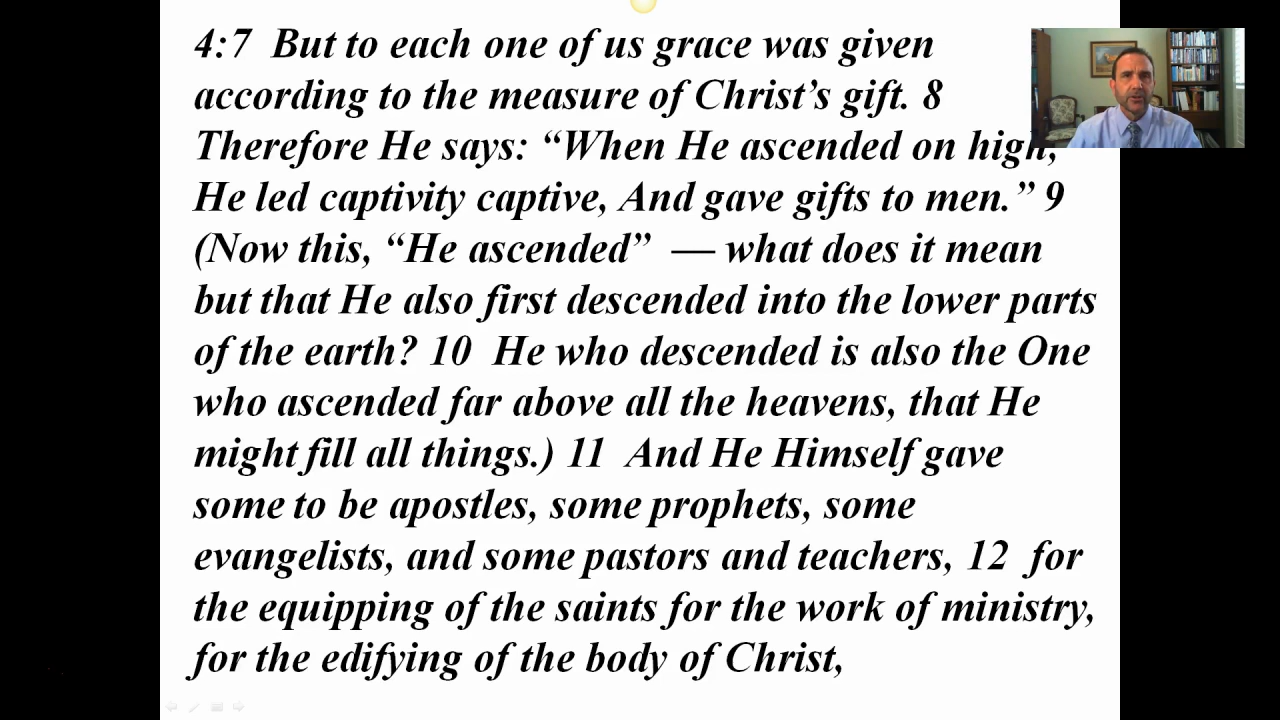 4:7 But to each one of us grace was given
according to the measure of Christ’s gift. 8
Therefore He says: “When He ascended on high,
He led captivity captive, And gave gifts to men.” 9
(Now this, “He ascended” — what does it mean
but that He also first descended into the lower parts
of the earth? 10 He who descended is also the One
who ascended far above all the heavens, that He
might fill all things.) 11 And He Himself gave
some to be apostles, some prophets, some
evangelists, and some pastors and teachers, 12 for
the equipping of the saints for the work of ministry,
for the edifying of the body of Christ,